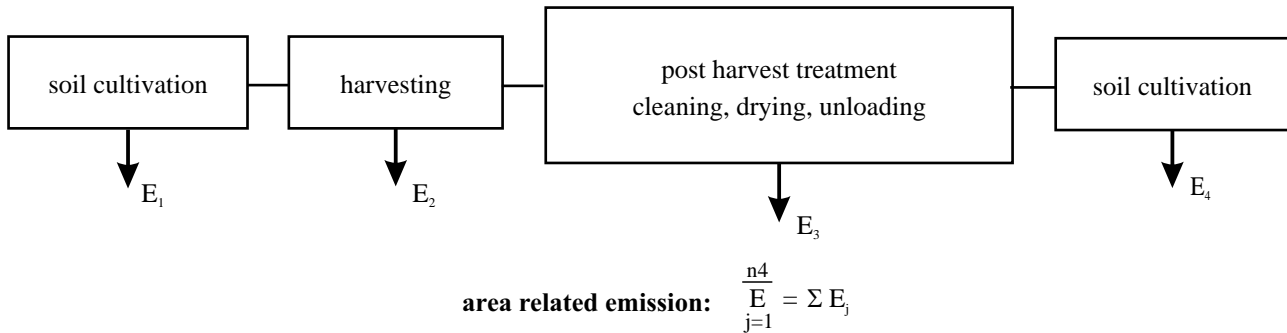 soil cultivation
harvesting
post harvest treatment
cleaning, drying, unloading
soil cultivation
E₁
E₂
E₃
E₄
area related emission:
n4
E = Σ Eⱼ
j=1